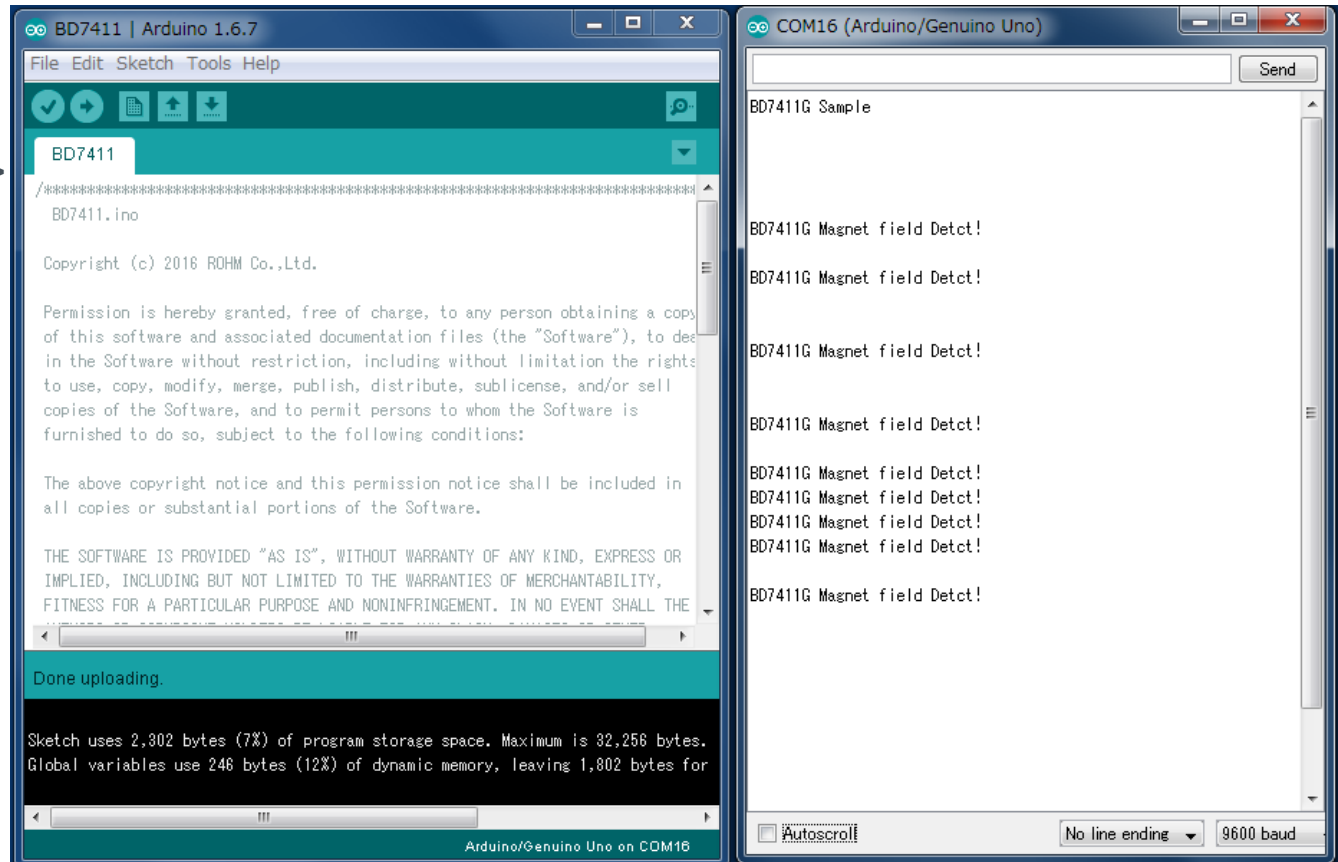 BD7411 | Arduino 1.6.7
File Edit Sketch Tools Help
BD7411
/**************************************************************************
BD7411.ino
Copyright (c) 2016 ROHM Co.,Ltd.
Permission is hereby granted, free of charge, to any person obtaining a copy
of this software and associated documentation files (the "Software"), to dea
in the Software without restriction, including without limitation the rights
to use, copy, modify, merge, publish, distribute, sublicense, and/or sell
copies of the Software, and to permit persons to whom the Software is
furnished to do so, subject to the following conditions:
The above copyright notice and this permission notice shall be included in
all copies or substantial portions of the Software.
THE SOFTWARE IS PROVIDED "AS IS", WITHOUT WARRANTY OF ANY KIND, EXPRESS OR
IMPLIED, INCLUDING BUT NOT LIMITED TO THE WARRANTIES OF MERCHANTABILITY,
FITNESS FOR A PARTICULAR PURPOSE AND NONINFRINGEMENT. IN NO EVENT SHALL THE
Done uploading.
Sketch uses 2,302 bytes (7%) of program storage space. Maximum is 32,256 bytes.
Global variables use 246 bytes (12%) of dynamic memory, leaving 1,802 bytes for
Arduino/Genuino Uno on COM16
COM16 (Arduino/Genuino Uno)
Send
BD7411G Sample
BD7411G Magnet field Detct!
BD7411G Magnet field Detct!
BD7411G Magnet field Detct!
BD7411G Magnet field Detct!
BD7411G Magnet field Detct!
BD7411G Magnet field Detct!
BD7411G Magnet field Detct!
BD7411G Magnet field Detct!
BD7411G Magnet field Detct!
Autoscroll
No line ending
9600 baud